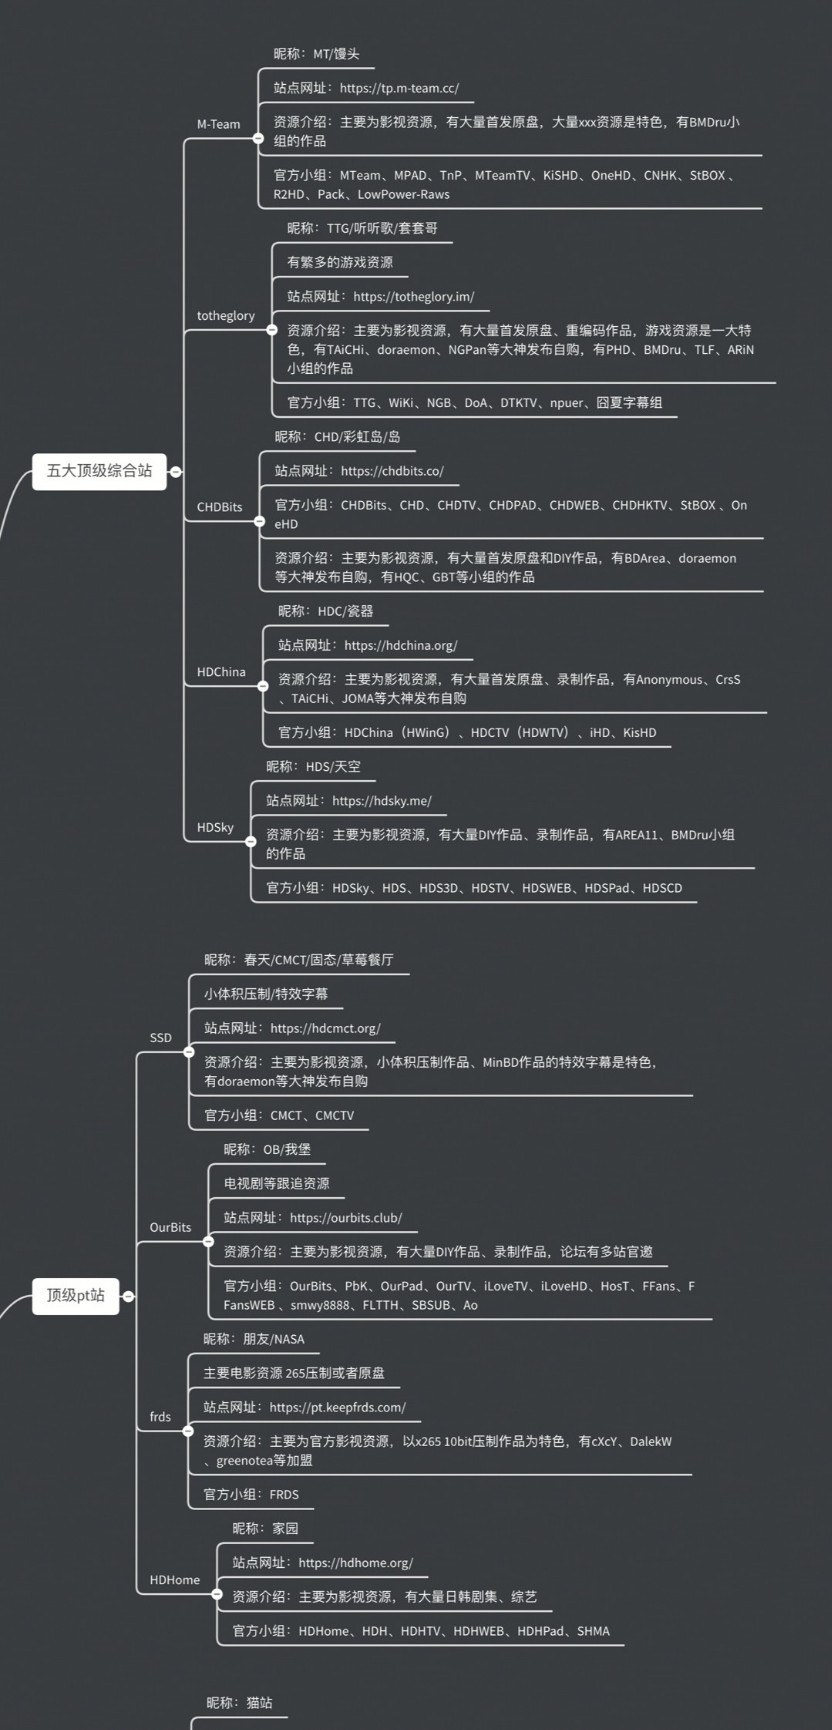 五大顶级综合站
M-Team
昵称：MT/馒头
站点网址：https://tp.m-team.cc/
资源介绍：主要为影视资源，有大量首发原盘，大量xxx资源是特色，有BMDru小
组的作品
官方小组：MTeam、MPAD、TnP、MTeamTV、KiSHD、OneHD、CNHK、StBOX 、
R2HD、Pack、LowPower-Raws
totheglory
昵称：TTG/听听歌/套套哥
有繁多的游戏资源
站点网址：https://totheglory.im/
资源介绍：主要为影视资源，有大量首发原盘、重编码作品，游戏资源是一大特
色，有TAiCHi、doraemon、NGPan等大神发布自购，有PHD、BMDru、TLF、ARiN
小组的作品
官方小组：TTG、WiKi、NGB、DoA、DTKTV、npuer、囧夏字幕组
CHDBits
昵称：CHD/彩虹岛/岛
站点网址：https://chdbits.co/
官方小组：CHDBits、CHD、CHDTV、CHDPAD、CHDWEB、CHDHKTV、StBOX 、On
eHD
资源介绍：主要为影视资源，有大量首发原盘和DIY作品，有BDArea、doraemon
等大神发布自购，有HQC、GBT等小组的作品
HDChina
昵称：HDC/瓷器
站点网址：https://hdchina.org/
资源介绍：主要为影视资源，有大量首发原盘、录制作品，有Anonymous、CrsS
、TAiCHi、JOMA等大神发布自购
官方小组：HDChina（HWinG）、HDCTV（HDWTV）、iHD、KisHD
HDSky
昵称：HDS/天空
站点网址：https://hdsky.me/
资源介绍：主要为影视资源，有大量DIY作品、录制作品，有AREA11、BMDru小组
的作品
官方小组：HDSky、HDS、HDS3D、HDSTV、HDSWEB、HDSPad、HDSCD
顶级pt站
SSD
昵称：春天/CMCT/固态/草莓餐厅
小体积压制/特效字幕
站点网址：https://hdcmct.org/
资源介绍：主要为影视资源，小体积压制作品、MinBD作品的特效字幕是特色，
有doraemon等大神发布自购
官方小组：CMCT、CMCTV
OurBits
昵称：OB/我堡
电视剧等跟追资源
站点网址：https://ourbits.club/
资源介绍：主要为影视资源，有大量DIY作品、录制作品，论坛有多站官邀
官方小组：OurBits、PbK、OurPad、OurTV、iLoveTV、iLoveHD、HosT、FFans、F
FansWEB 、smwy8888、FLTTH、SBSUB、Ao
frds
昵称：朋友/NASA
主要电影资源 265压制或者原盘
站点网址：https://pt.keepfrds.com/
资源介绍：主要为官方影视资源，以x265 10bit压制作品为特色，有cXcY、DalekW
、greenotea等加盟
官方小组：FRDS
HDHome
昵称：家园
站点网址：https://hdhome.org/
资源介绍：主要为影视资源，有大量日韩剧集、综艺
官方小组：HDHome、HDH、HDHTV、HDHWEB、HDHPad、SHMA
昵称：猫站